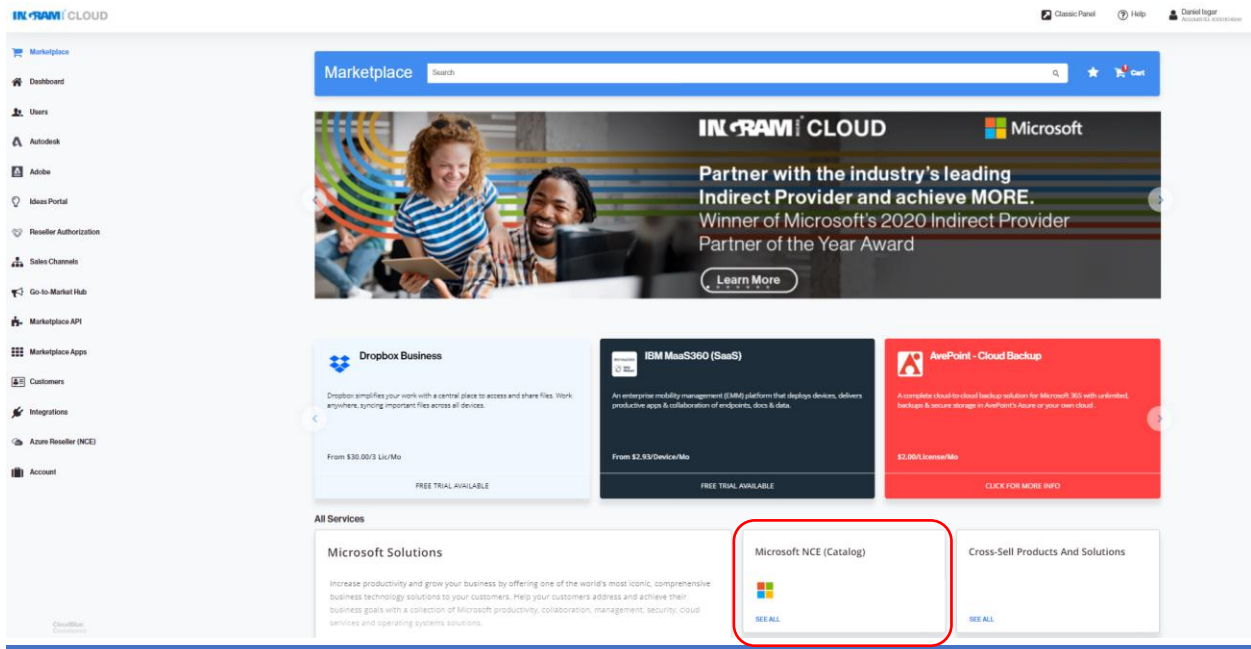 INGRAM MICRO CLOUD
Classic Panel
Help
Daniel Isgar
Marketplace
Dashboard
Users
Autodesk
Adobe
Ideas Portal
Reseller Authorization
Sales Channels
Go-to-Market Hub
Marketplace API
Marketplace Apps
Customers
Integrations
Azure Reseller (NCE)
Account
CloudBlue
Commerce
Marketplace
Search
Cart
INGRAM MICRO CLOUD
Microsoft
Partner with the industry's leading
Indirect Provider and achieve MORE.
Winner of Microsoft's 2020 Indirect Provider
Partner of the Year Award
Learn More
Dropbox Business
Dropbox simplifies your work with a central place to access and share files. Work
anywhere, syncing important files across all devices.
From $30.00/3 Lic/Mo
FREE TRIAL AVAILABLE
IBM MaaS360 (SaaS)
An enterprise mobility management (EMM) platform that deploys devices, delivers
productive apps & collaboration of endpoints, docs & data.
From $2.93/Device/Mo
FREE TRIAL AVAILABLE
AvePoint - Cloud Backup
A complete cloud-to-cloud backup solution for Microsoft 365 with unlimited,
backups & secure storage in AvePoint's Azure or your own cloud .
$2.00/License/Mo
CLICK FOR MORE INFO
All Services
Microsoft Solutions
Increase productivity and grow your business by offering one of the world's most iconic, comprehensive
business technology solutions to your customers. Help your customers address and achieve their
business goals with a collection of Microsoft productivity, collaboration, management, security, cloud
services and operating systems solutions.
Microsoft NCE (Catalog)
SEE ALL
Cross-Sell Products And Solutions
SEE ALL